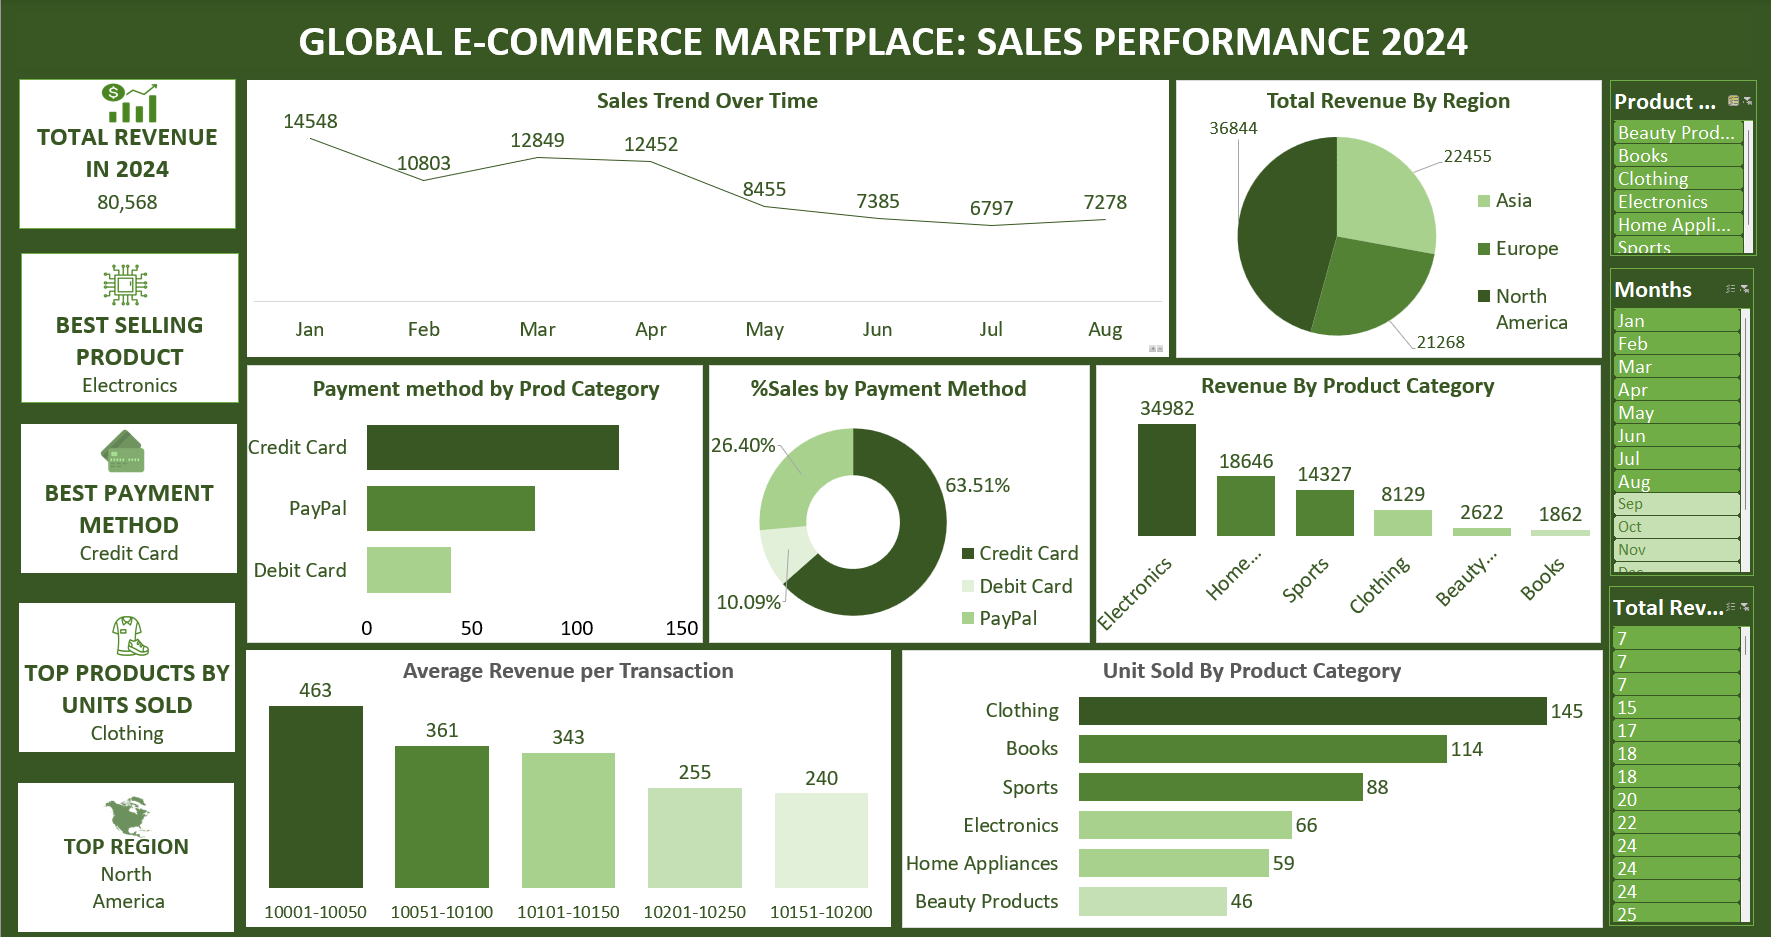 GLOBAL E-COMMERCE MARETPLACE: SALES PERFORMANCE 2024
TOTAL REVENUE
IN 2024
80,568
BEST SELLING
PRODUCT
Electronics
BEST PAYMENT
METHOD
Credit Card
TOP PRODUCTS BY
UNITS SOLD
Clothing
TOP REGION
North
America
Sales Trend Over Time
14548
10803
12849
12452
8455
7385
6797
7278
Jan
Feb
Mar
Apr
May
Jun
Jul
Aug
Total Revenue By Region
36844
22455
21268
Asia
Europe
North
America
Payment method by Prod Category
Credit Card
PayPal
Debit Card
0
50
100
150
%Sales by Payment Method
26.40%
63.51%
10.09%
Credit Card
Debit Card
PayPal
Revenue By Product Category
34982
18646
14327
8129
2622
1862
Electronics
Home...
Sports
Clothing
Beauty...
Books
Average Revenue per Transaction
463
361
343
255
240
10001-10050
10051-10100
10101-10150
10201-10250
10151-10200
Unit Sold By Product Category
Clothing
145
Books
114
Sports
88
Electronics
66
Home Appliances
59
Beauty Products
46
Product ...
Beauty Prod...
Books
Clothing
Electronics
Home Appli...
Sports
Months
Jan
Feb
Mar
Apr
May
Jun
Jul
Aug
Sep
Oct
Nov
Dec
Total Rev...
7
7
7
15
17
18
18
20
22
24
24
24
25